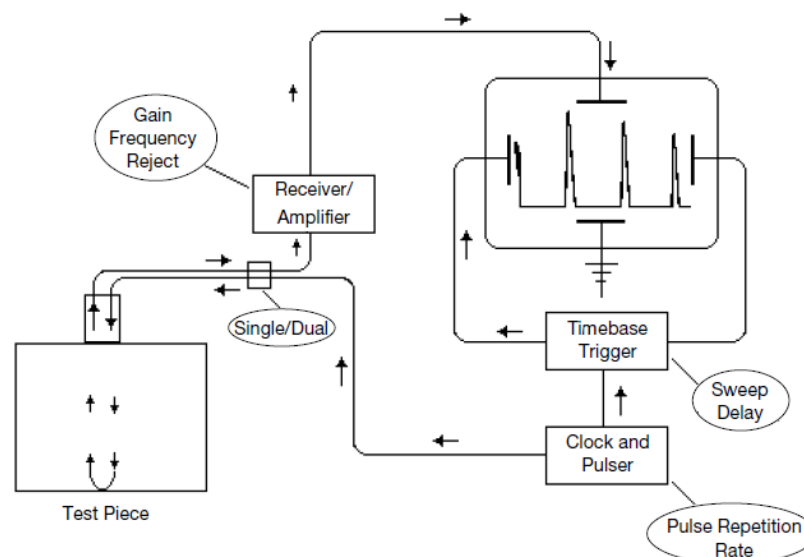 Gain
Frequency
Reject
Receiver/
Amplifier
Single/Dual
Timebase
Trigger
Sweep
Delay
Clock and
Pulser
Test Piece
Pulse Repetition
Rate